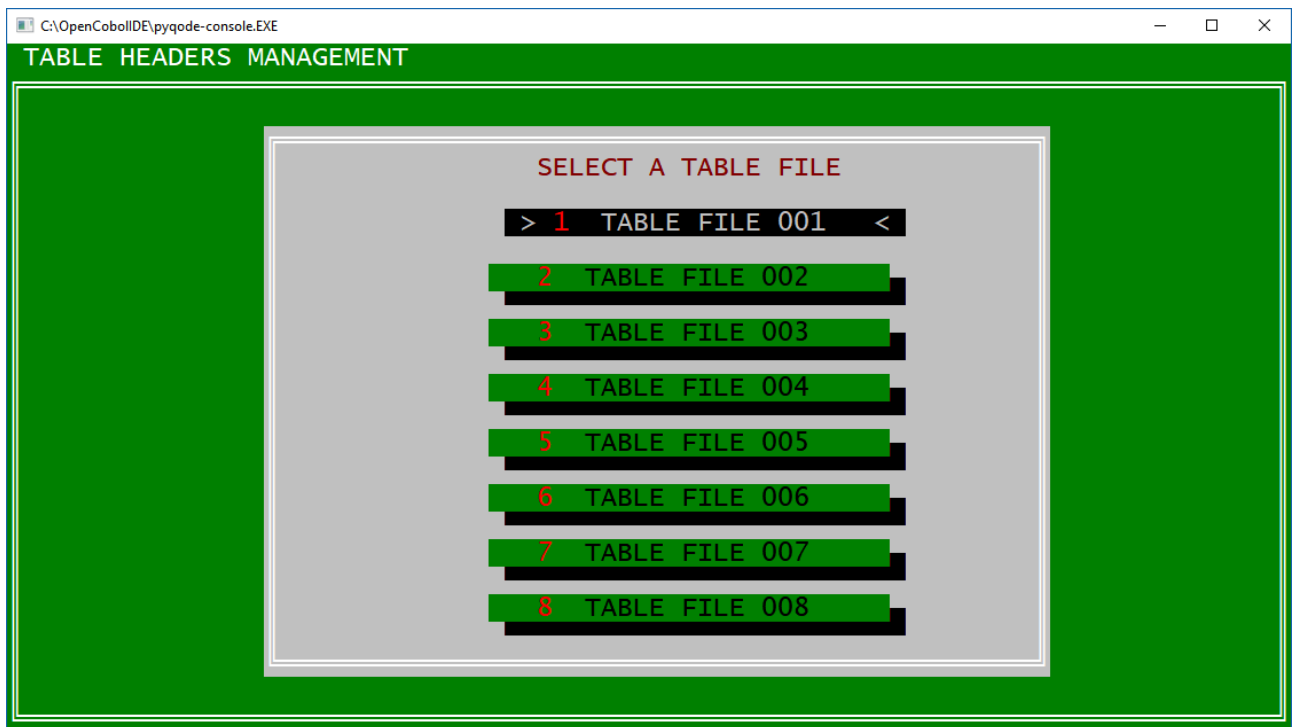 C:\OpenCobolIDE\pyqode-console.EXE
TABLE HEADERS MANAGEMENT
SELECT A TABLE FILE
> 1 TABLE FILE 001 <
2 TABLE FILE 002
3 TABLE FILE 003
4 TABLE FILE 004
5 TABLE FILE 005
6 TABLE FILE 006
7 TABLE FILE 007
8 TABLE FILE 008